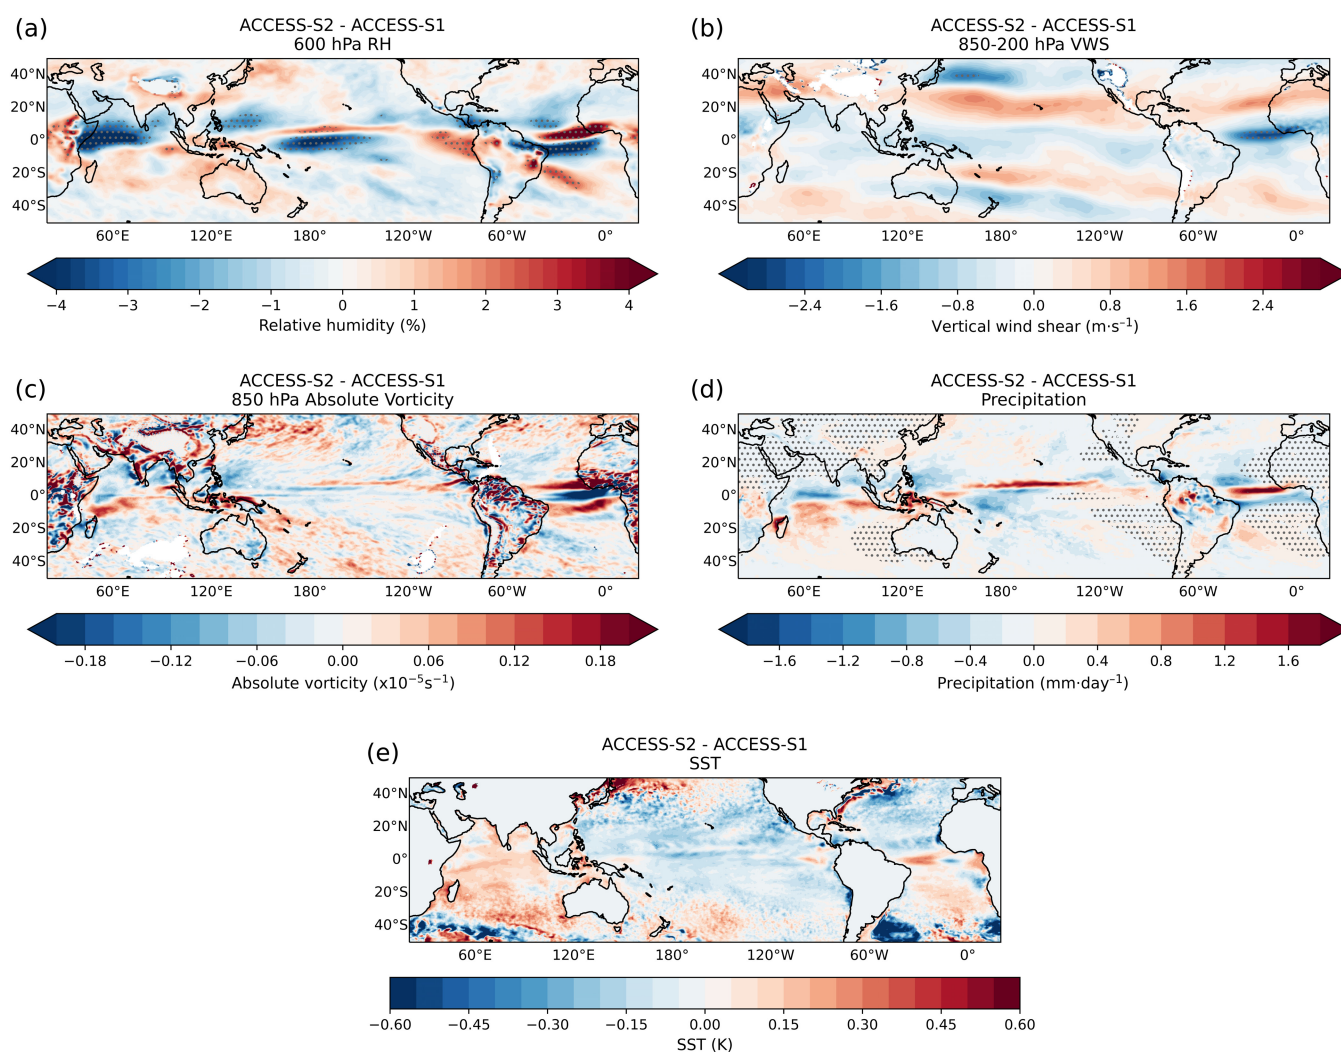 (a)
ACCESS-S2 - ACCESS-S1
600 hPa RH
40°N
20°N
0°
20°S
40°S
60°E 120°E 180° 120°W 60°W 0°
−4 −3 −2 −1 0 1 2 3 4
Relative humidity (%)
(b)
ACCESS-S2 - ACCESS-S1
850-200 hPa VWS
40°N
20°N
0°
20°S
40°S
60°E 120°E 180° 120°W 60°W 0°
−2.4 −1.6 −0.8 0.0 0.8 1.6 2.4
Vertical wind shear (m·s⁻¹)
(c)
ACCESS-S2 - ACCESS-S1
850 hPa Absolute Vorticity
40°N
20°N
0°
20°S
40°S
60°E 120°E 180° 120°W 60°W 0°
−0.18 −0.12 −0.06 0.00 0.06 0.12 0.18
Absolute vorticity (x10⁻⁵s⁻¹)
(d)
ACCESS-S2 - ACCESS-S1
Precipitation
40°N
20°N
0°
20°S
40°S
60°E 120°E 180° 120°W 60°W 0°
−1.6 −1.2 −0.8 −0.4 0.0 0.4 0.8 1.2 1.6
Precipitation (mm·day⁻¹)
(e)
ACCESS-S2 - ACCESS-S1
SST
40°N
20°N
0°
20°S
40°S
60°E 120°E 180° 120°W 60°W 0°
−0.60 −0.45 −0.30 −0.15 0.00 0.15 0.30 0.45 0.60
SST (K)